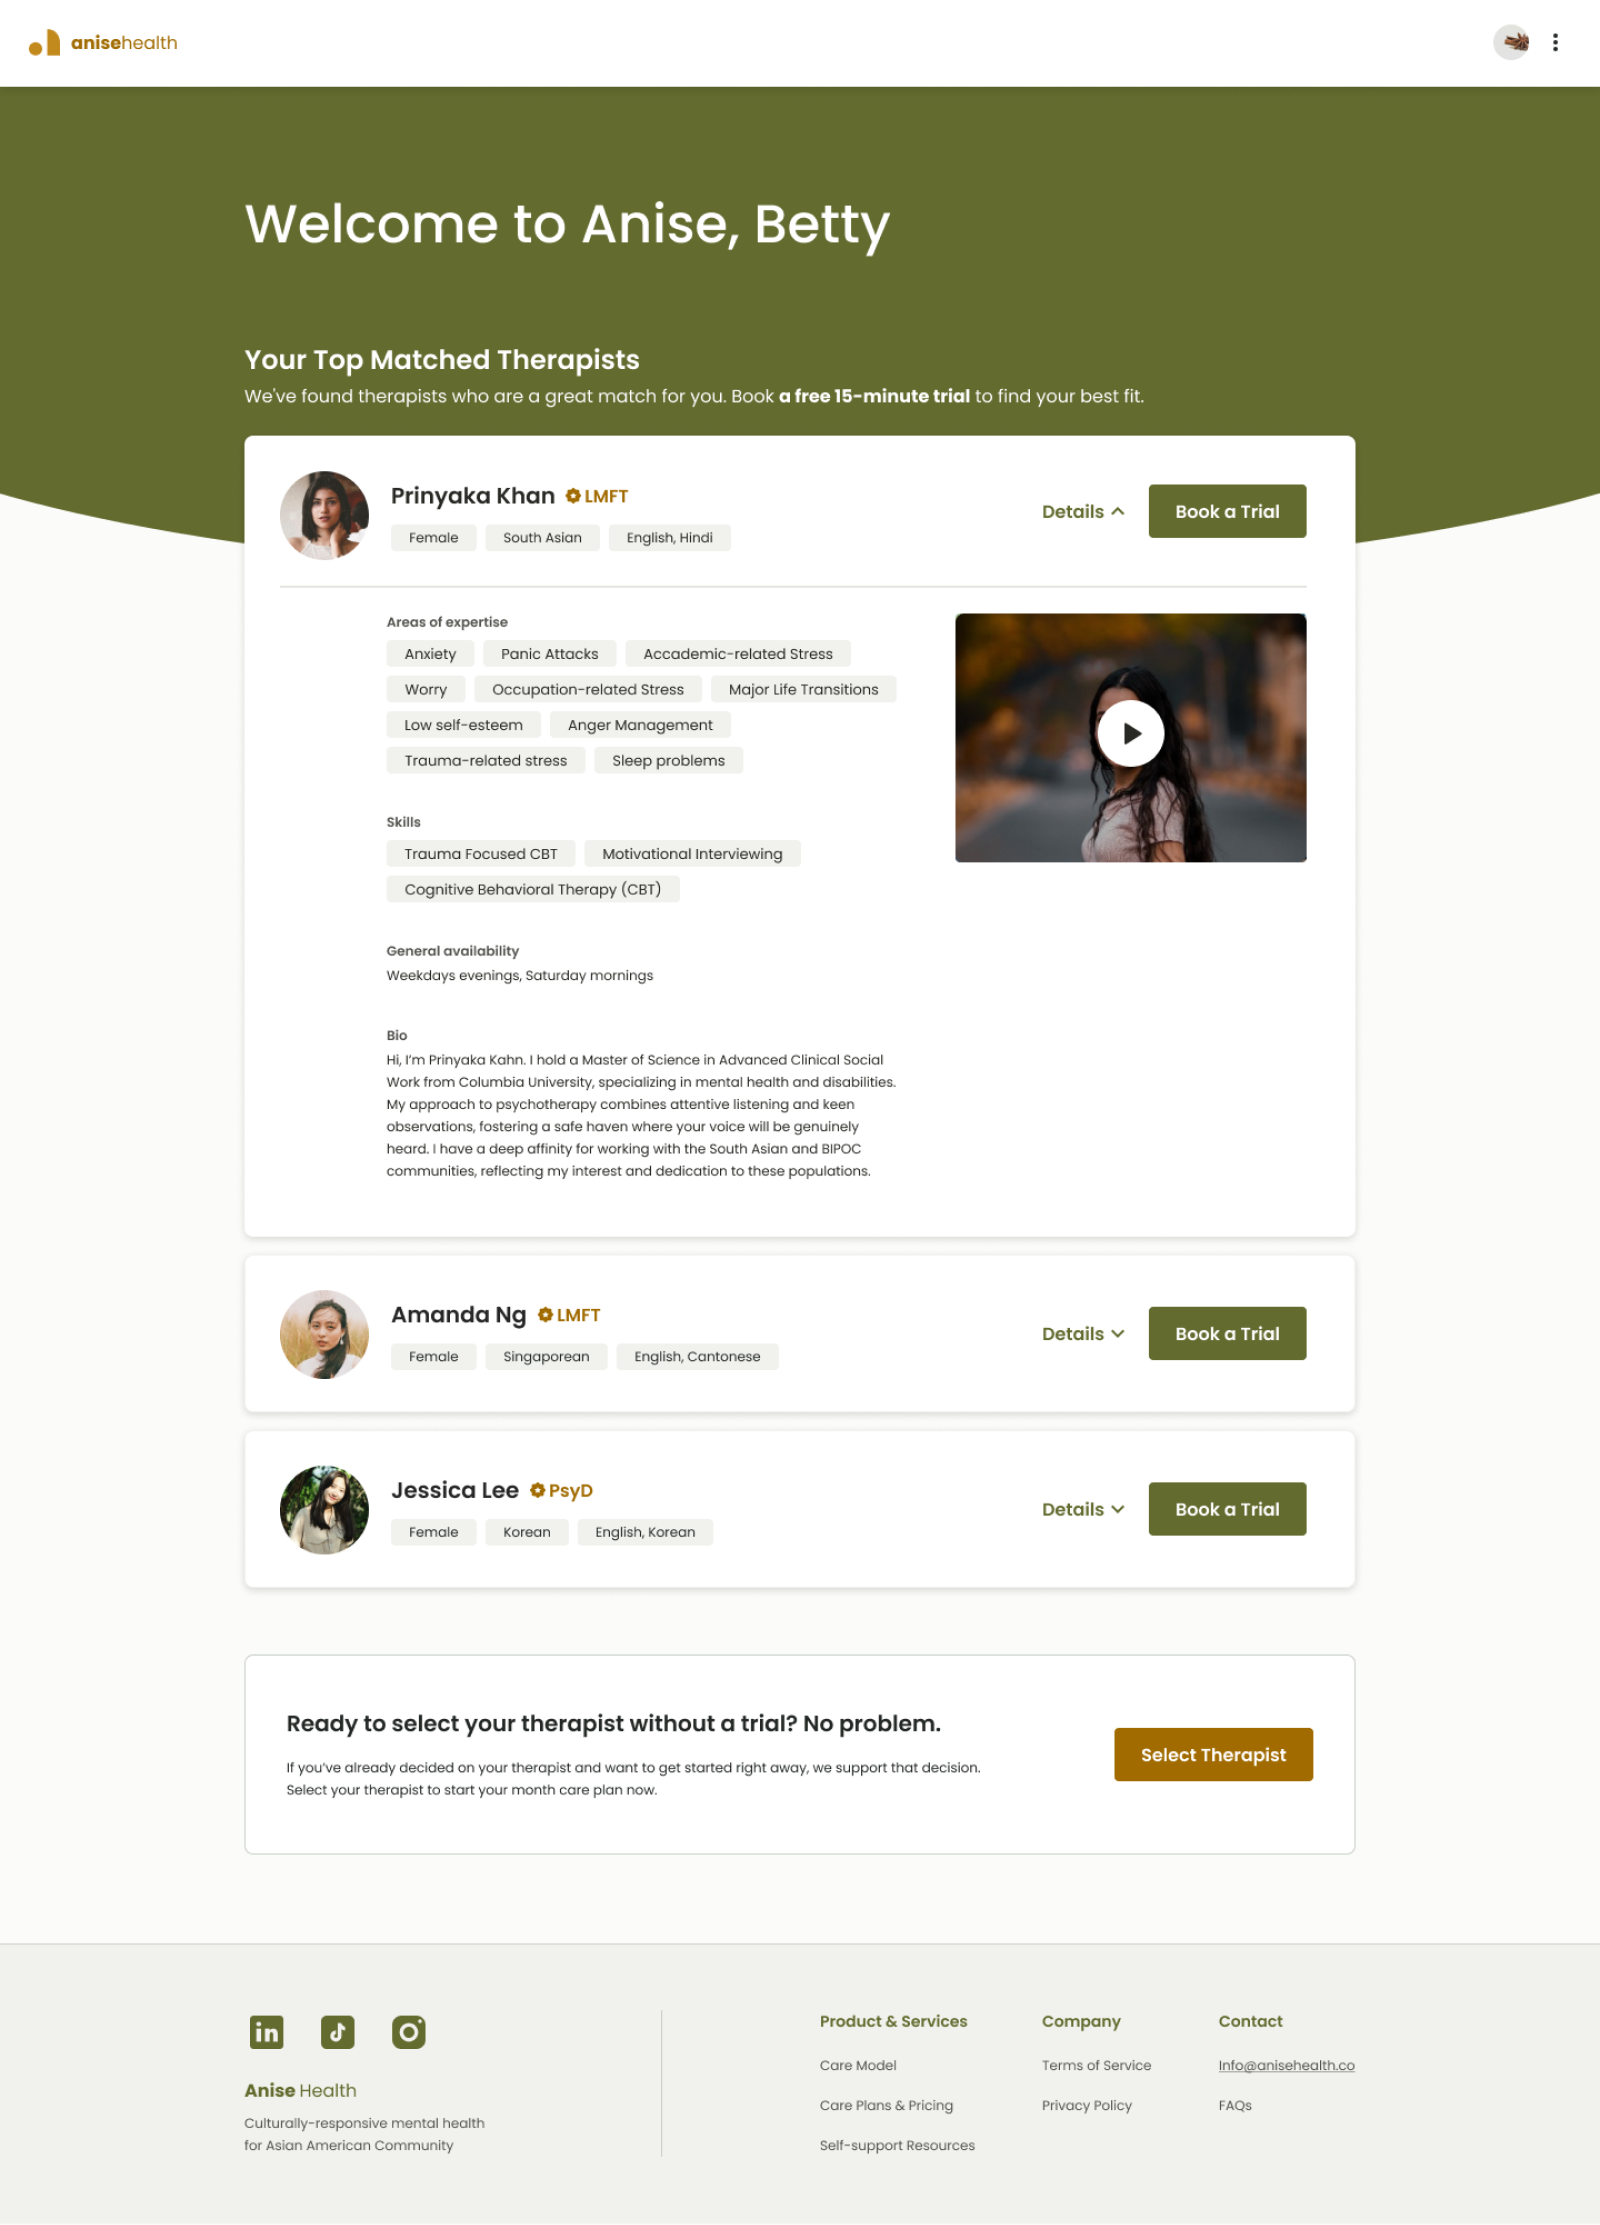 anisehealth
Welcome to Anise, Betty
Your Top Matched Therapists
We've found therapists who are a great match for you. Book a free 15-minute trial to find your best fit.
Prinyaka Khan LMFT
Female South Asian English, Hindi
Details Book a Trial
Areas of expertise
Anxiety Panic Attacks Accademic-related Stress
Worry Occupation-related Stress Major Life Transitions
Low self-esteem Anger Management
Trauma-related stress Sleep problems
Skills
Trauma Focused CBT Motivational Interviewing
Cognitive Behavioral Therapy (CBT)
General availability
Weekdays evenings, Saturday mornings
Bio
Hi, I’m Prinyaka Kahn. I hold a Master of Science in Advanced Clinical Social
Work from Columbia University, specializing in mental health and disabilities.
My approach to psychotherapy combines attentive listening and keen
observations, fostering a safe haven where your voice will be genuinely
heard. I have a deep affinity for working with the South Asian and BIPOC
communities, reflecting my interest and dedication to these populations.
Amanda Ng LMFT
Female Singaporean English, Cantonese
Details Book a Trial
Jessica Lee PsyD
Female Korean English, Korean
Details Book a Trial
Ready to select your therapist without a trial? No problem.
If you’ve already decided on your therapist and want to get started right away, we support that decision.
Select your therapist to start your month care plan now.
Select Therapist
in
Anise Health
Culturally-responsive mental health
for Asian American Community
Product & Services
Care Model
Care Plans & Pricing
Self-support Resources
Company
Terms of Service
Privacy Policy
Contact
Info@anisehealth.co
FAQs